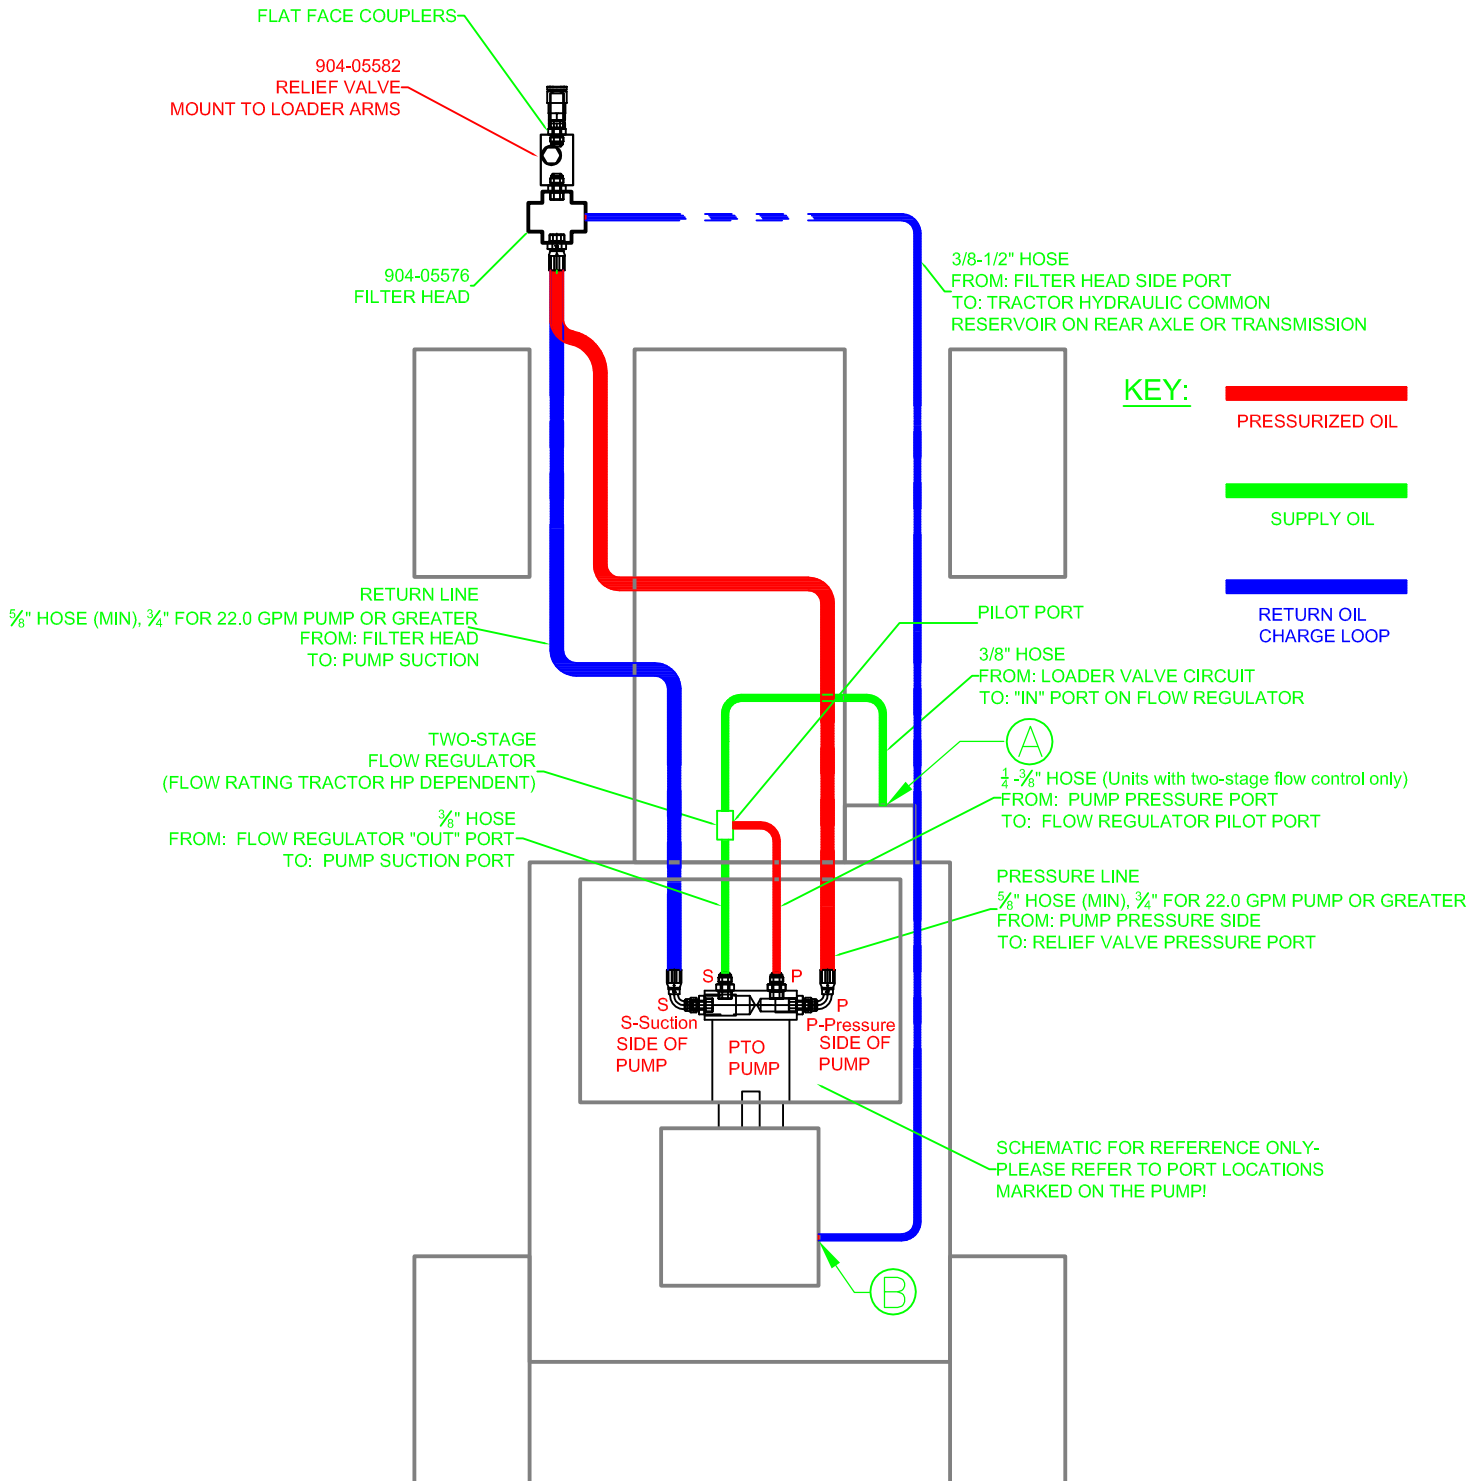 FLAT FACE COUPLERS
904-05582
RELIEF VALVE
MOUNT TO LOADER ARMS
904-05576
FILTER HEAD
3/8-1/2" HOSE
FROM: FILTER HEAD SIDE PORT
TO: TRACTOR HYDRAULIC COMMON
RESERVOIR ON REAR AXLE OR TRANSMISSION
KEY:
PRESSURIZED OIL
SUPPLY OIL
RETURN OIL
CHARGE LOOP
RETURN LINE
⅝" HOSE (MIN), ¾" FOR 22.0 GPM PUMP OR GREATER
FROM: FILTER HEAD
TO: PUMP SUCTION
PILOT PORT
3/8" HOSE
FROM: LOADER VALVE CIRCUIT
TO: "IN" PORT ON FLOW REGULATOR
A
TWO-STAGE
FLOW REGULATOR
(FLOW RATING TRACTOR HP DEPENDENT)
¼-⅜" HOSE (Units with two-stage flow control only)
FROM: PUMP PRESSURE PORT
TO: FLOW REGULATOR PILOT PORT
⅜" HOSE
FROM: FLOW REGULATOR "OUT" PORT
TO: PUMP SUCTION PORT
PRESSURE LINE
⅝" HOSE (MIN), ¾" FOR 22.0 GPM PUMP OR GREATER
FROM: PUMP PRESSURE SIDE
TO: RELIEF VALVE PRESSURE PORT
S
P
S
P
S-Suction
SIDE OF
PUMP
PTO
PUMP
P-Pressure
SIDE OF
PUMP
SCHEMATIC FOR REFERENCE ONLY-
PLEASE REFER TO PORT LOCATIONS
MARKED ON THE PUMP!
B